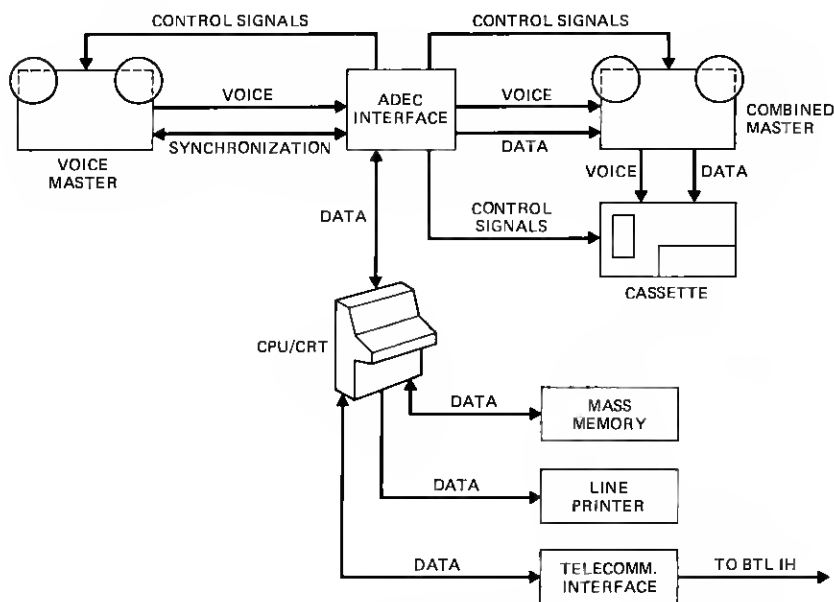 CONTROL SIGNALS
CONTROL SIGNALS
ADEC
INTERFACE
VOICE
VOICE
COMBINED
MASTER
SYNCHRONIZATION
DATA
VOICE
MASTER
VOICE
DATA
DATA
CONTROL
SIGNALS
CASSETTE
CPU/CRT
DATA
MASS
MEMORY
DATA
LINE
PRINTER
DATA
TELECOMM.
INTERFACE
TO BTL IH